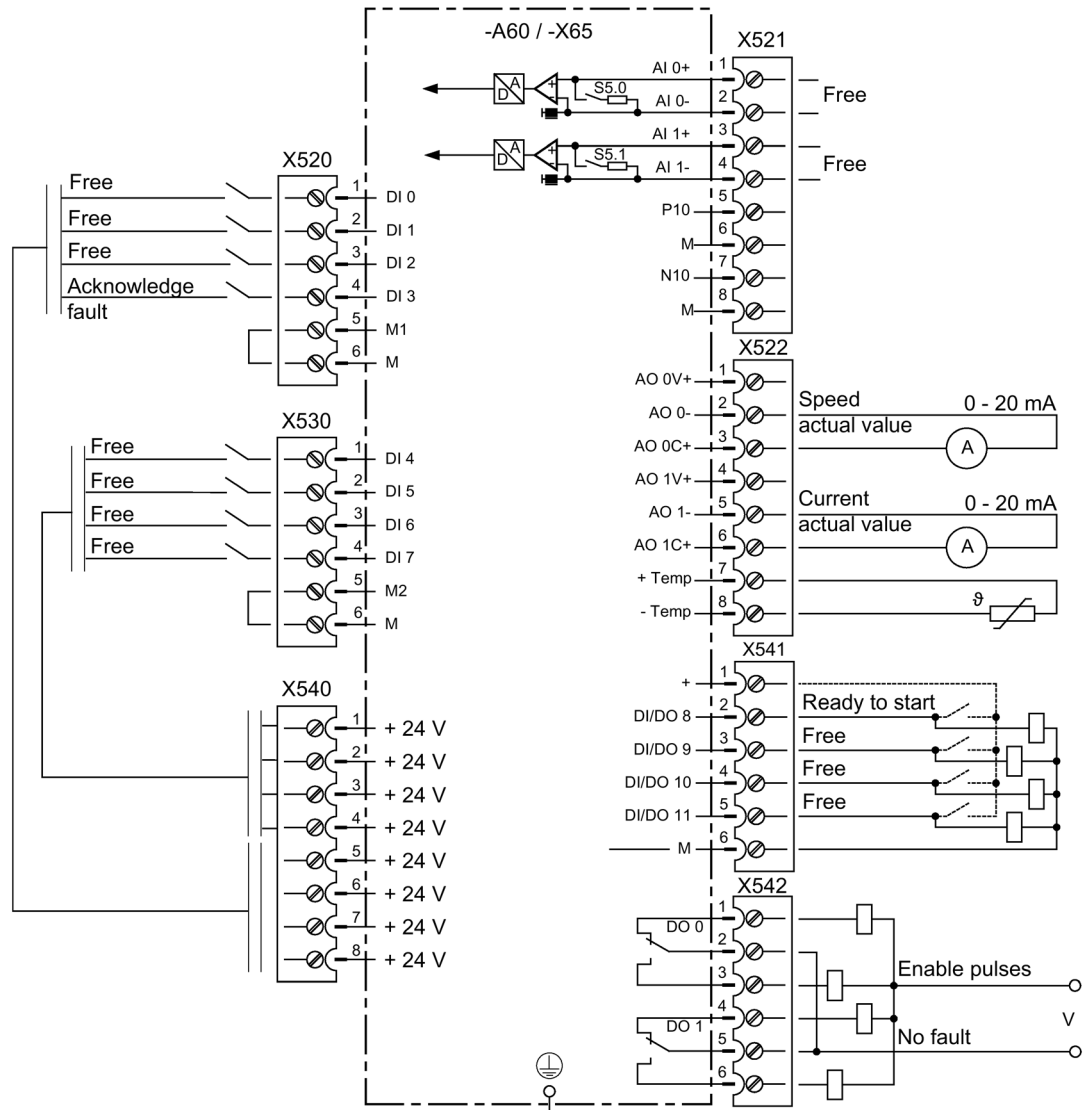 -A60 / -X65
X520
Free
1
DI 0
Free
2
DI 1
Free
3
DI 2
Acknowledge
fault
4
DI 3
5
M1
6
M
X530
Free
1
DI 4
Free
2
DI 5
Free
3
DI 6
Free
4
DI 7
5
M2
6
M
X540
1
+ 24 V
2
+ 24 V
3
+ 24 V
4
+ 24 V
5
+ 24 V
6
+ 24 V
7
+ 24 V
8
+ 24 V
X521
A
D
+
-
S5.0
AI 0+
1
AI 0-
2
Free
A
D
+
-
S5.1
AI 1+
3
AI 1-
4
Free
P10
5
M
6
N10
7
M
8
X522
AO 0V+
1
AO 0-
2
Speed
actual value
0 - 20 mA
AO 0C+
3
A
AO 1V+
4
AO 1-
5
Current
actual value
0 - 20 mA
AO 1C+
6
A
+ Temp
7
- Temp
8
ϑ
X541
+
1
DI/DO 8
2
Ready to start
DI/DO 9
3
Free
DI/DO 10
4
Free
DI/DO 11
5
Free
M
6
X542
DO 0
1
2
3
Enable pulses
DO 1
4
5
No fault
6
V